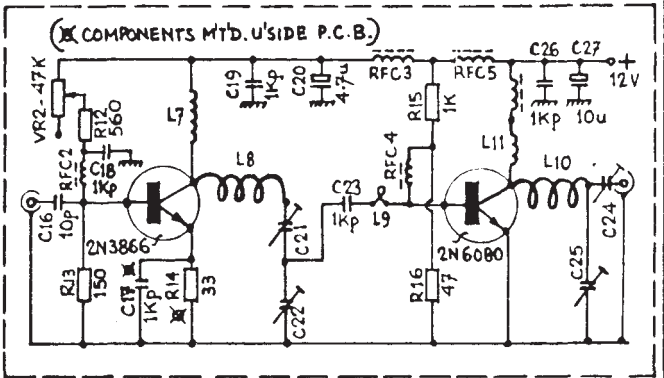 (¤ COMPONENTS M'T'D. U'SIDE P.C.B.)
VR2-47K
R12
560
RFC2
C18
1Kp
C16
10p
R13
150
2N3866
C17
1Kp
R14
33
L7
C19
1Kp
C20
4.7u
L8
C21
C22
C23
1Kp
L9
RFC3
R15
1K
RFC4
R16
47
2N6080
RFC5
L11
C26
1Kp
C27
10u
+
12V
L10
C24
C25